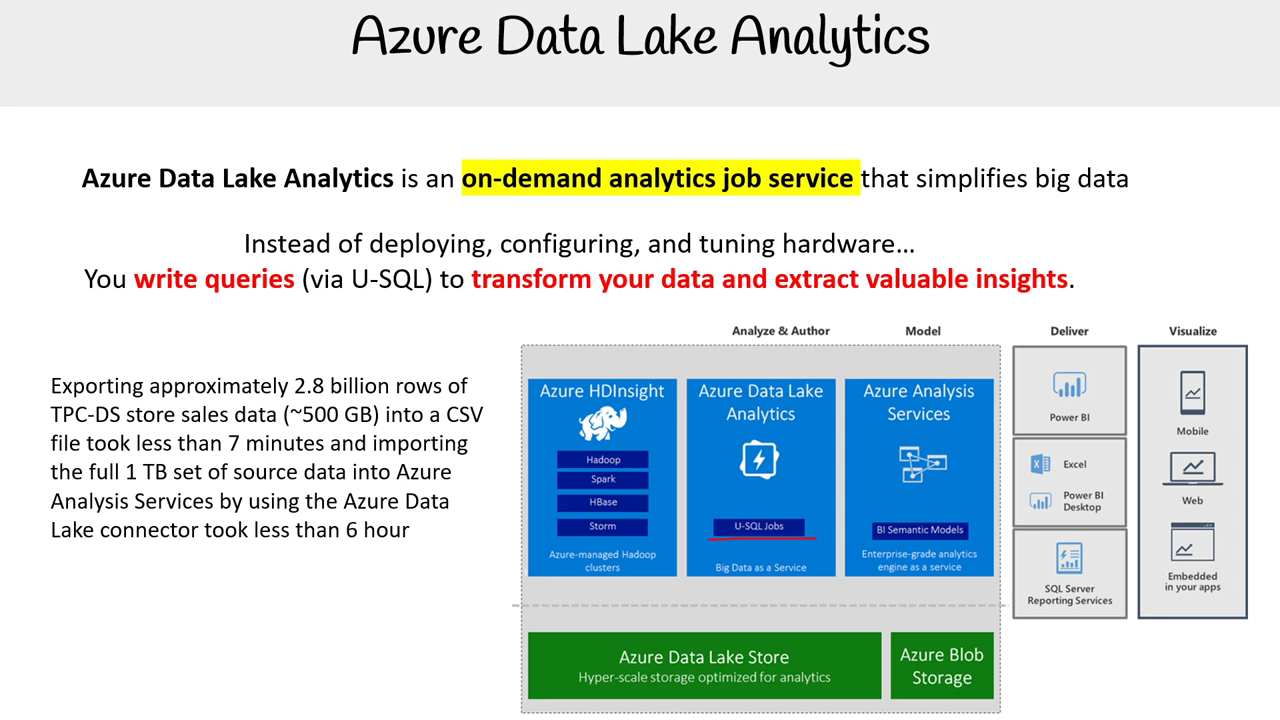 Azure Data Lake Analytics
Azure Data Lake Analytics is an on-demand analytics job service that simplifies big data
Instead of deploying, configuring, and tuning hardware...
You write queries (via U-SQL) to transform your data and extract valuable insights.
Exporting approximately 2.8 billion rows of
TPC-DS store sales data (~500 GB) into a CSV
file took less than 7 minutes and importing
the full 1 TB set of source data into Azure
Analysis Services by using the Azure Data
Lake connector took less than 6 hour
Analyze & Author
Model
Deliver
Visualize
Azure HDInsight
Hadoop
Spark
HBase
Storm
Azure-managed Hadoop
clusters
Azure Data Lake
Analytics
U-SQL Jobs
Big Data as a Service
Azure Analysis
Services
BI Semantic Models
Enterprise-grade analytics
engine as a service
Power BI
Excel
Power BI
Desktop
SQL Server
Reporting Services
Mobile
Web
Embedded
in your apps
Azure Data Lake Store
Hyper-scale storage optimized for analytics
Azure Blob
Storage